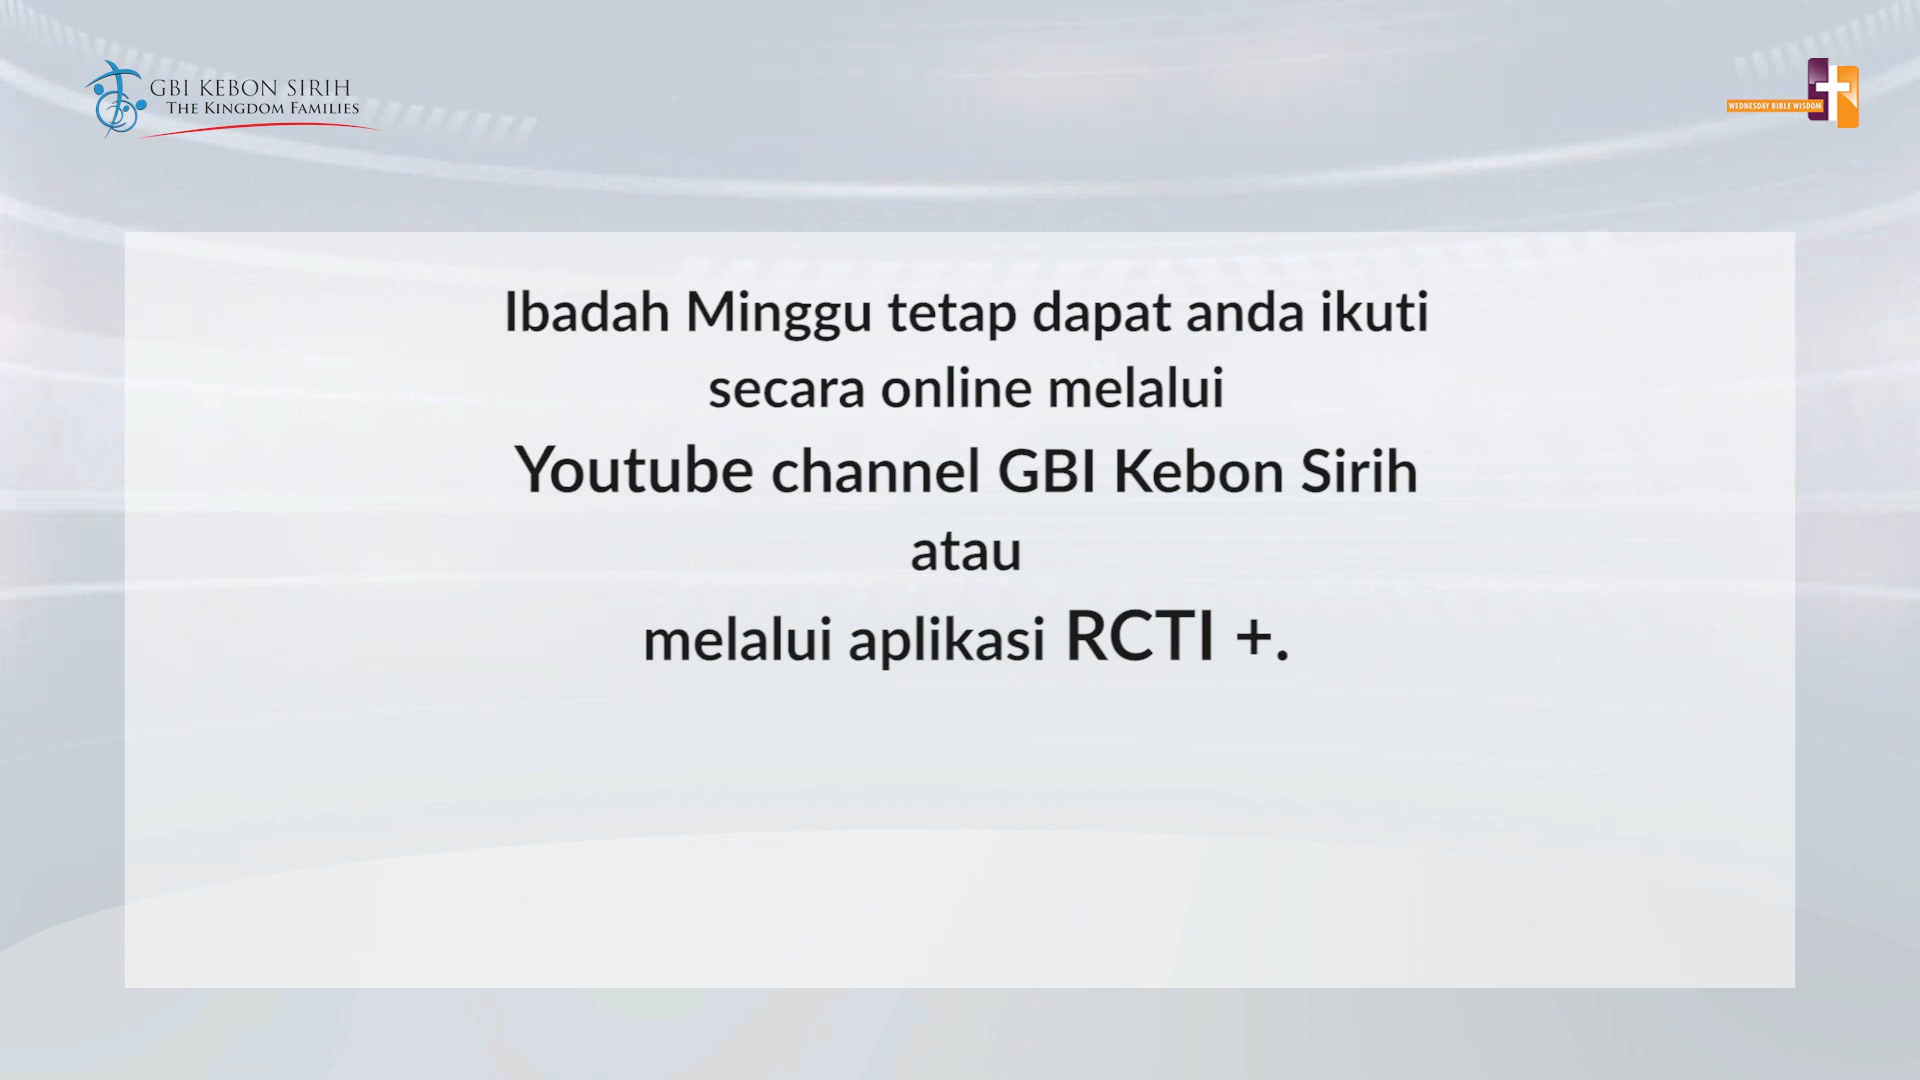 GBI KEBON SIRIH
THE KINGDOM FAMILIES
WEDNESDAY BIBLE WISDOM
Ibadah Minggu tetap dapat anda ikuti
secara online melalui
Youtube channel GBI Kebon Sirih
atau
melalui aplikasi RCTI +.